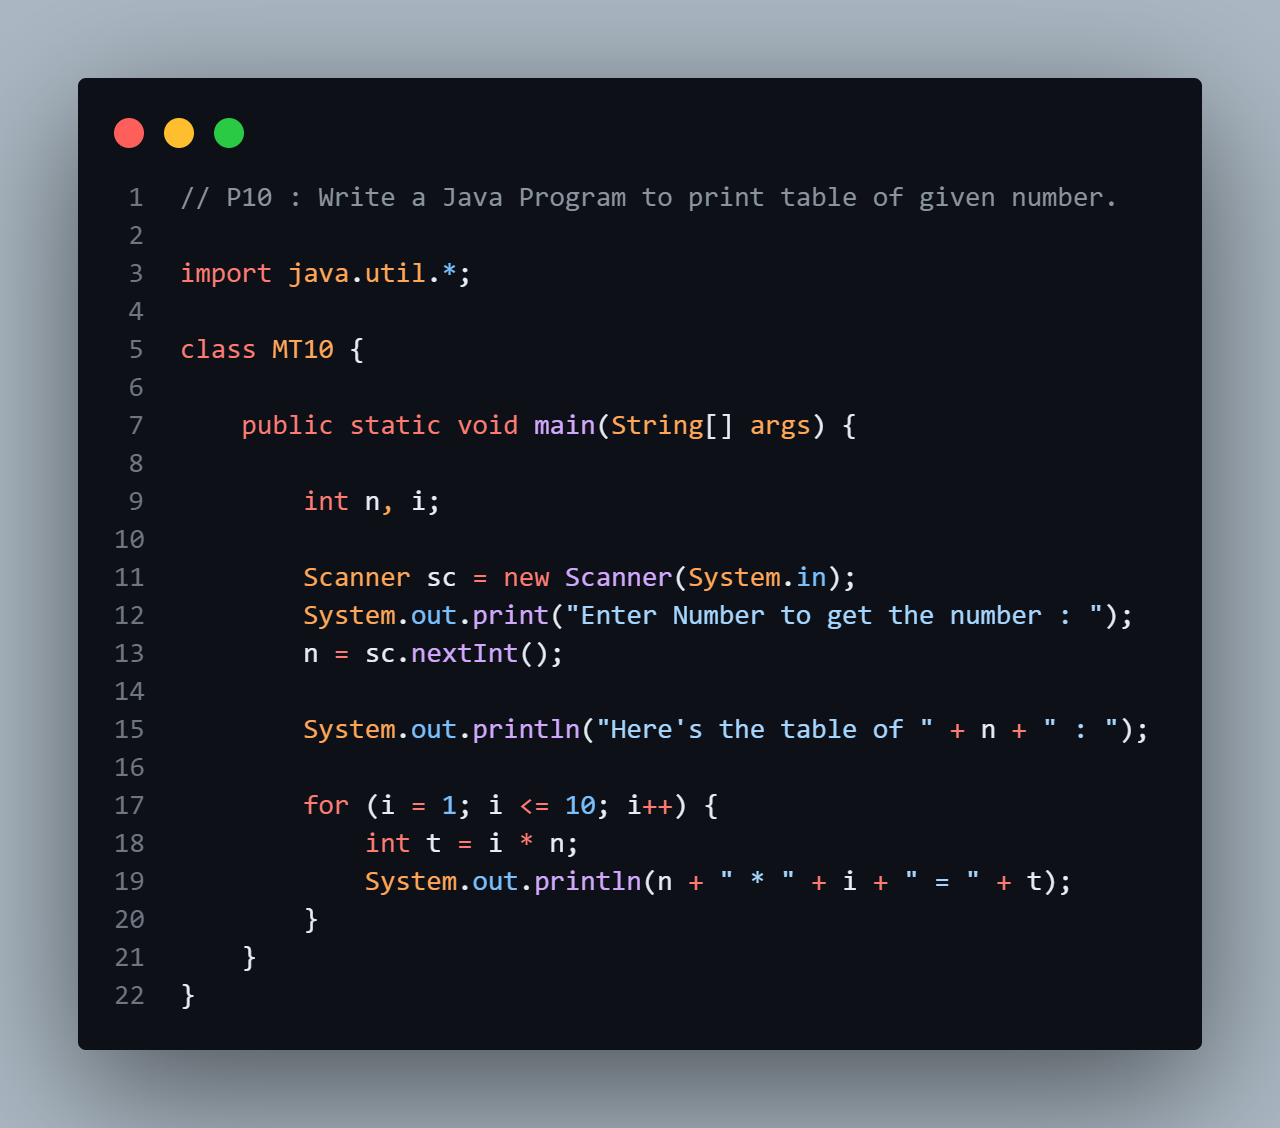 1 // P10 : Write a Java Program to print table of given number.
2
3 import java.util.*;
4
5 class MT10 {
6
7     public static void main(String[] args) {
8
9         int n, i;
10
11         Scanner sc = new Scanner(System.in);
12         System.out.print("Enter Number to get the number : ");
13         n = sc.nextInt();
14
15         System.out.println("Here's the table of " + n + " : ");
16
17         for (i = 1; i <= 10; i++) {
18             int t = i * n;
19             System.out.println(n + " * " + i + " = " + t);
20         }
21     }
22 }